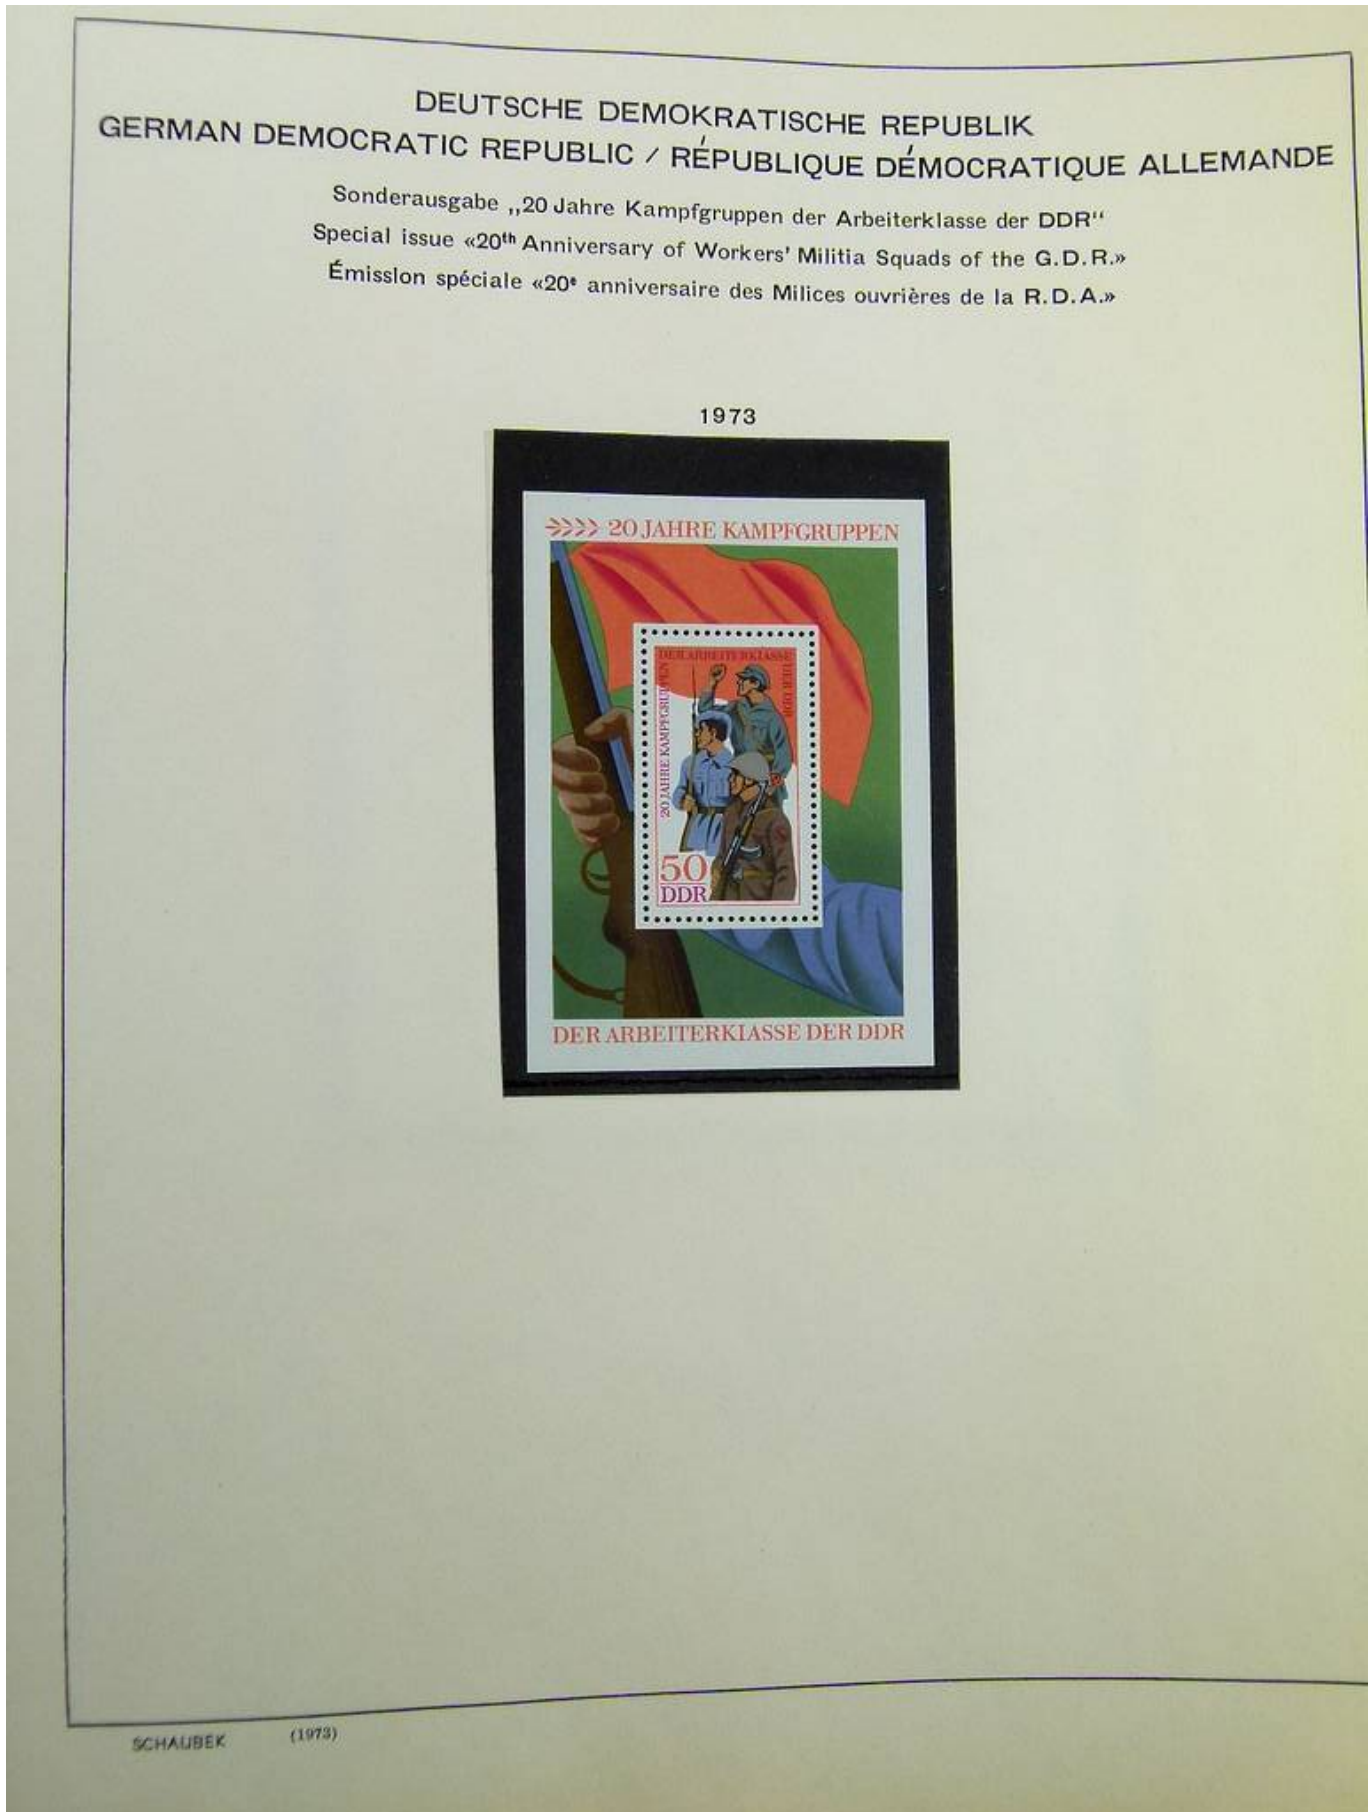 DEUTSCHE DEMOKRATISCHE REPUBLIK
GERMAN DEMOCRATIC REPUBLIC / RÉPUBLIQUE DÉMOCRATIQUE ALLEMANDE
Sonderausgabe „20 Jahre Kampfgruppen der Arbeiterklasse der DDR“
Special issue «20th Anniversary of Workers' Militia Squads of the G.D.R.»
Émission spéciale «20e anniversaire des Milices ouvrières de la R.D.A.»
1973
20 JAHRE KAMPFGRUPPEN
20 JAHRE KAMPFGRUPPEN
DER ARBEITERKLASSE
DER DDR
50
DDR
DER ARBEITERKLASSE DER DDR
SCHAUBEK (1973)